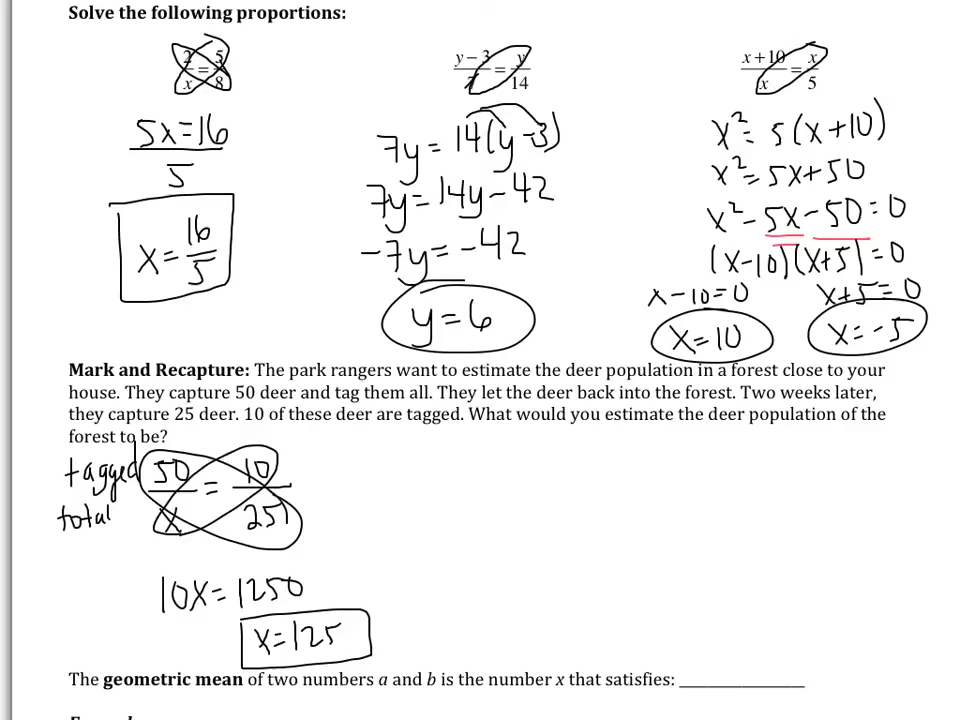 Solve the following proportions:
2/x = 5/8
5x=16
5
x=16/5
y−3/7 = y/14
7y=14(y-3)
7y=14y-42
-7y=-42
y=6
x+10/x = x/5
x²=5(x+10)
x²=5x+50
x²-5x-50=0
(x-10)(x+5)=0
x-10=0 x+5=0
x=10 x=-5
Mark and Recapture: The park rangers want to estimate the deer population in a forest close to your
house. They capture 50 deer and tag them all. They let the deer back into the forest. Two weeks later,
they capture 25 deer. 10 of these deer are tagged. What would you estimate the deer population of the
forest to be?
tagged 50 = 10
total x 25
10x=1250
x=125
The geometric mean of two numbers a and b is the number x that satisfies: _______________